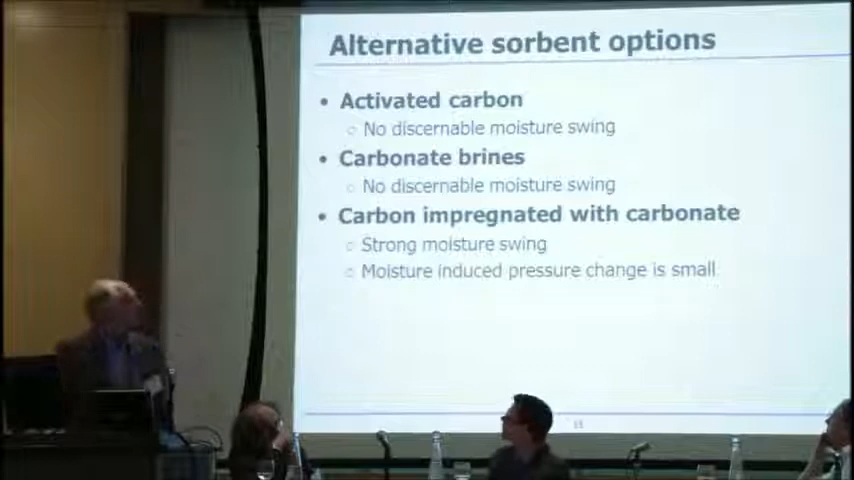 Alternative sorbent options
• Activated carbon
○ No discernable moisture swing
• Carbonate brines
○ No discernable moisture swing
• Carbon impregnated with carbonate
○ Strong moisture swing
○ Moisture induced pressure change is small